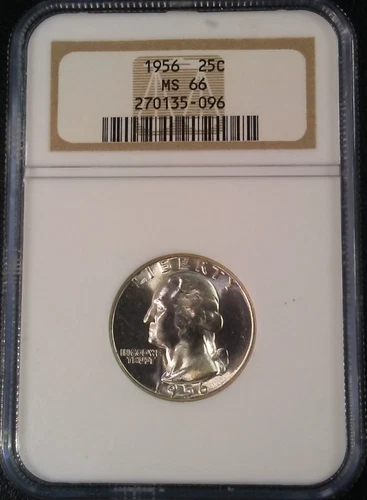 1956 25C
MS 66
270135-096
LIBERTY
IN GOD WE
TRUST
1956